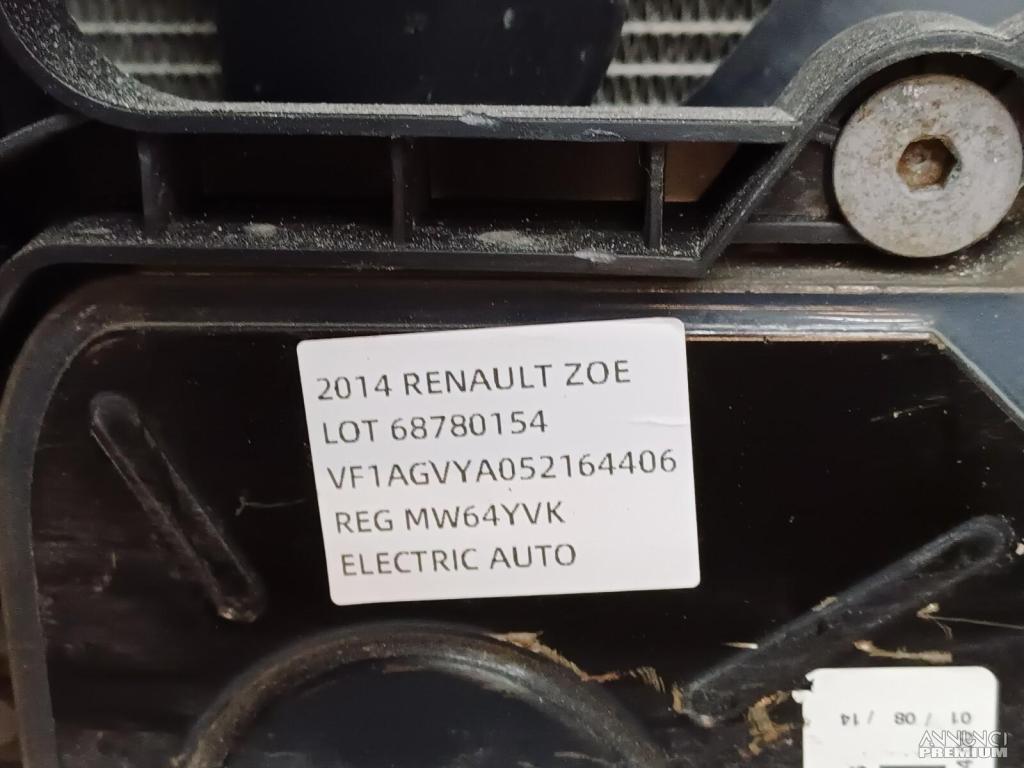 2014 RENAULT ZOE
LOT 68780154
VF1AGVYA052164406
REG MW64YVK
ELECTRIC AUTO
01 / 08 / 14
ANNUNCI
PREMIUM